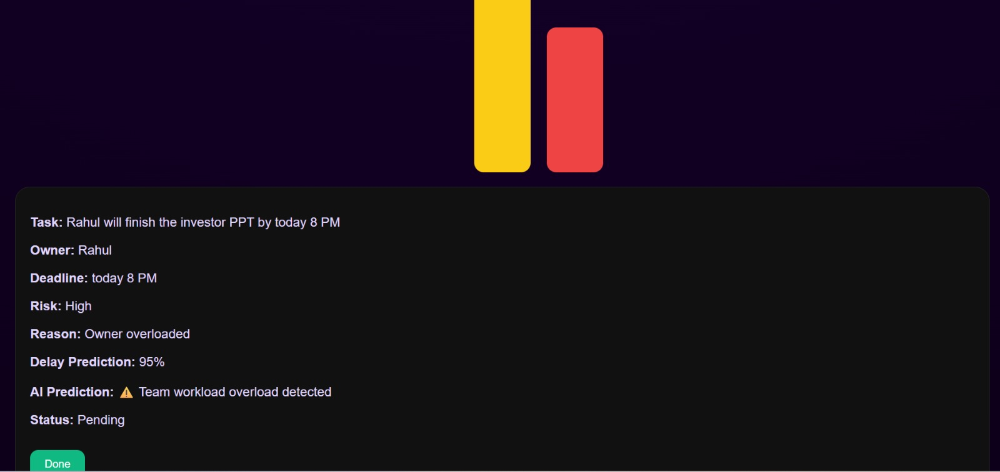 Task: Rahul will finish the investor PPT by today 8 PM
Owner: Rahul
Deadline: today 8 PM
Risk: High
Reason: Owner overloaded
Delay Prediction: 95%
AI Prediction: ⚠️ Team workload overload detected
Status: Pending
Done